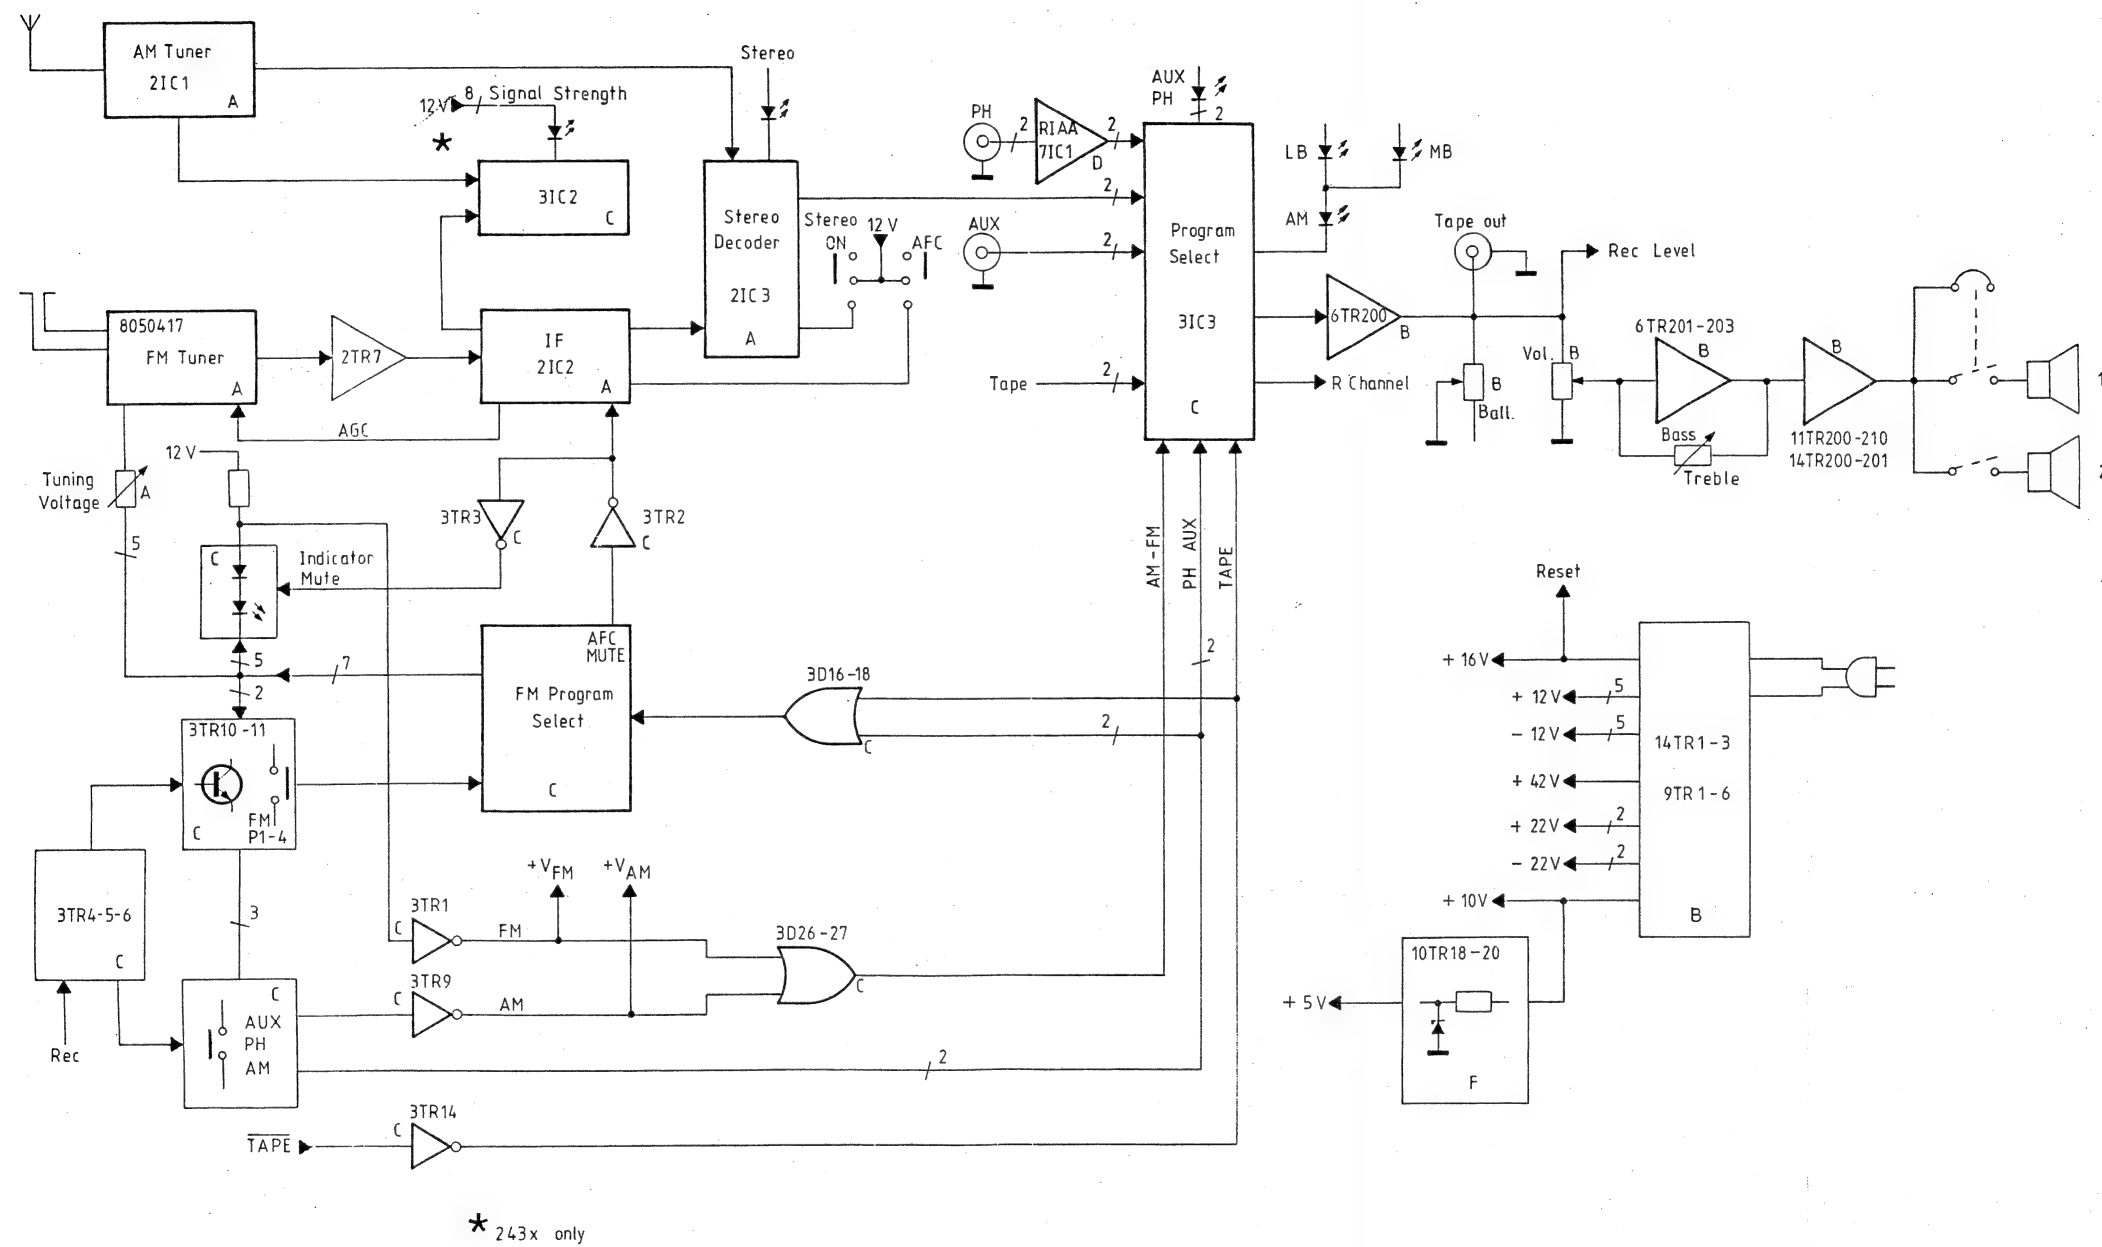 AM Tuner
2IC1
A
Stereo
12V
8
Signal Strength
*
3IC2
C
Stereo
Decoder
2IC3
A
Stereo
ON
12V
AFC
8050417
FM Tuner
A
2TR7
IF
2IC2
A
AGC
12V
Tuning
Voltage
A
5
C
Indicator
Mute
3TR3
C
3TR2
C
5
2
7
AFC
MUTE
FM Program
Select
C
3TR10-11
C
FM
P1-4
3TR4-5-6
C
Rec
3
C
AUX
PH
AM
3TR1
C
FM
+VFM
+VAM
3TR9
C
AM
3D26-27
C
2
3TR14
C
TAPE
3D16-18
C
2
2
AM-FM
PH AUX
TAPE
PH
2
RIAA
7IC1
D
2
AUX
PH
2
2
AUX
2
Tape
2
Program
Select
3IC3
C
LB
MB
AM
6TR200
B
R Channel
Tape out
Rec Level
B
Ball.
Vol.
B
6TR201-203
B
Bass
Treble
B
11TR200-210
14TR200-201
1
2
Reset
+ 16V
+ 12V
5
- 12V
5
+ 42V
+ 22V
2
- 22V
2
+ 10V
14TR1-3
9TR1-6
B
10TR18-20
+ 5V
F
* 243x only